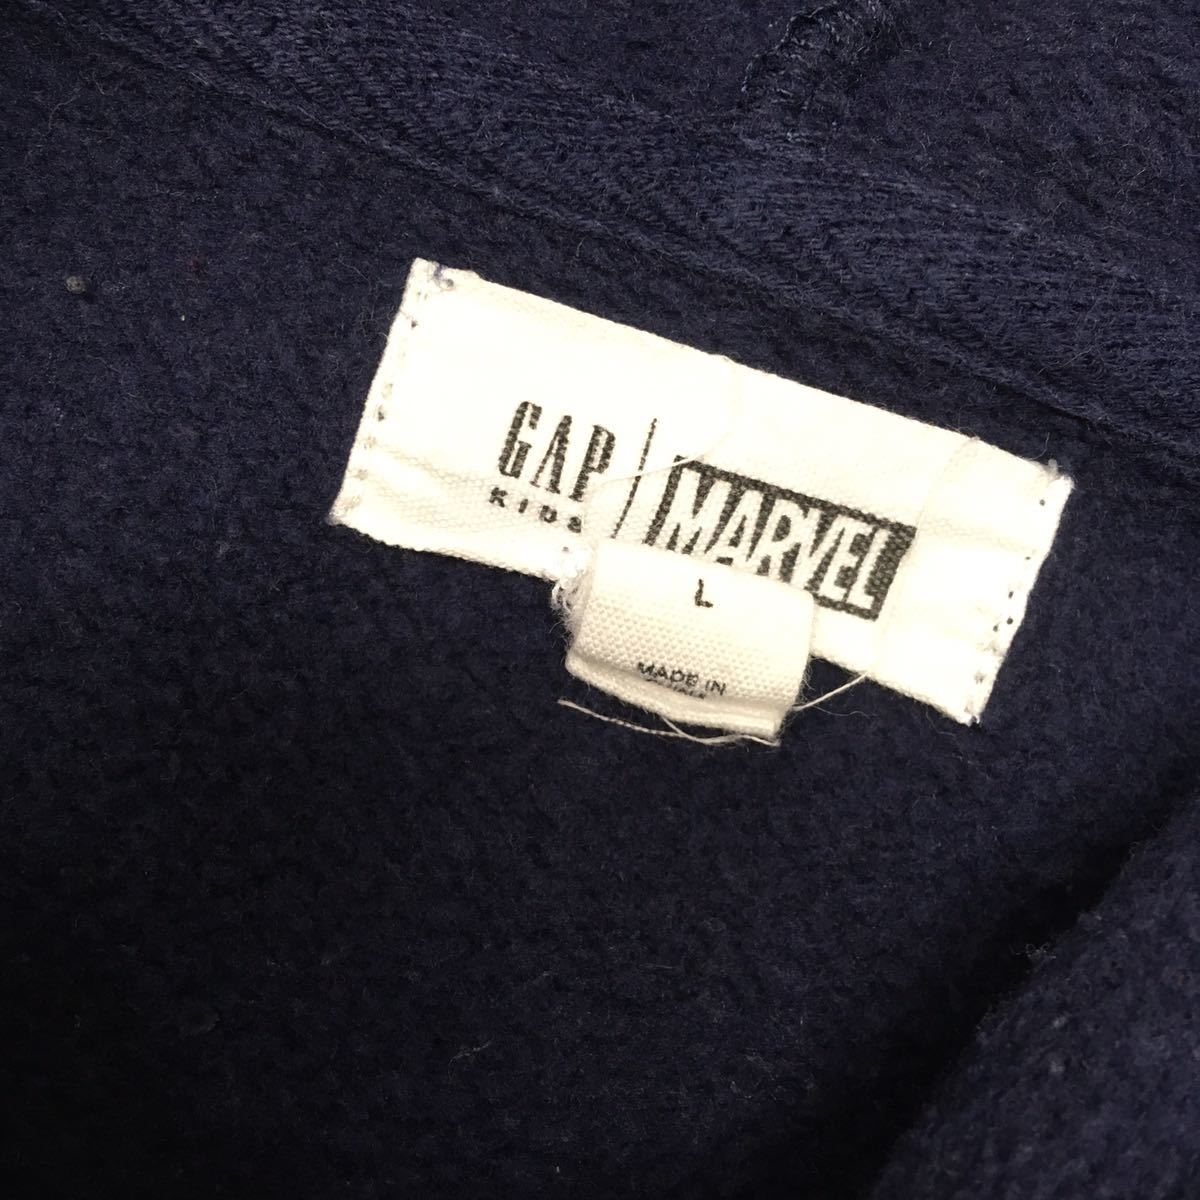 GAP | MARVEL
KIDS
L
MADE IN